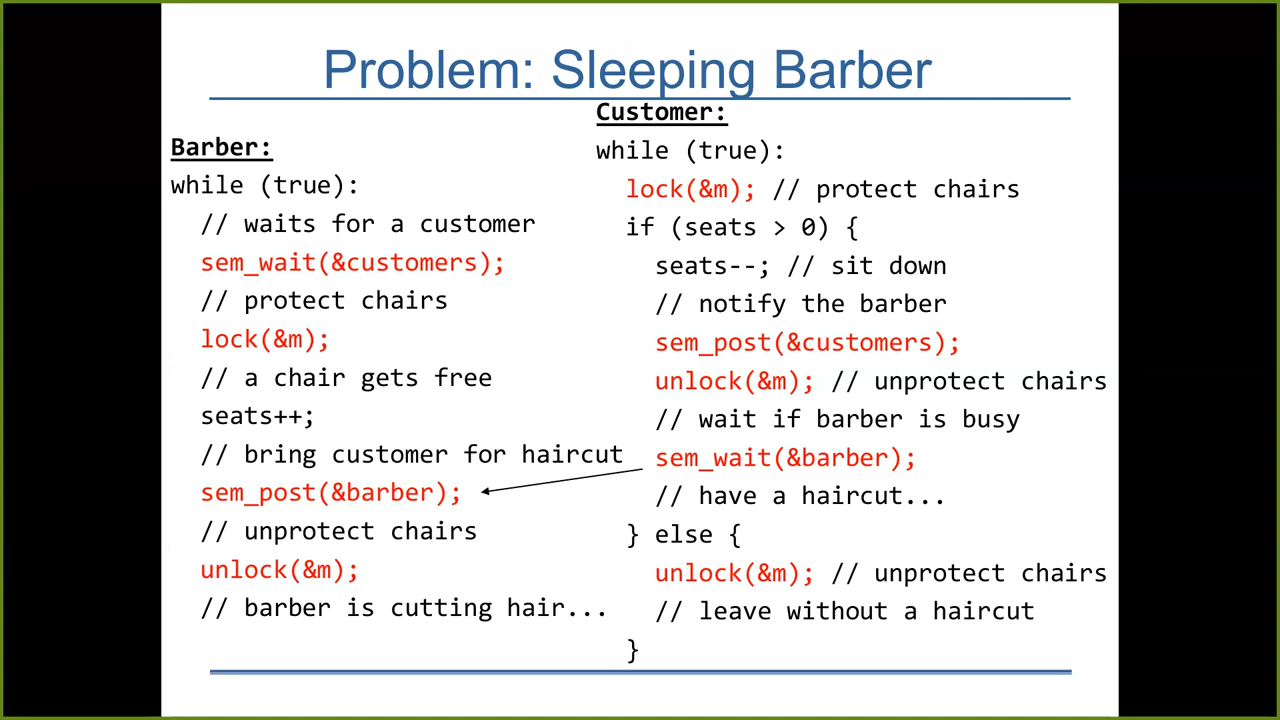 Problem: Sleeping Barber
Barber:
while (true):
// waits for a customer
sem_wait(&customers);
// protect chairs
lock(&m);
// a chair gets free
seats++;
// bring customer for haircut
sem_post(&barber);
// unprotect chairs
unlock(&m);
// barber is cutting hair...
Customer:
while (true):
lock(&m); // protect chairs
if (seats > 0) {
seats--; // sit down
// notify the barber
sem_post(&customers);
unlock(&m); // unprotect chairs
// wait if barber is busy
sem_wait(&barber);
// have a haircut...
} else {
unlock(&m); // unprotect chairs
// leave without a haircut
}